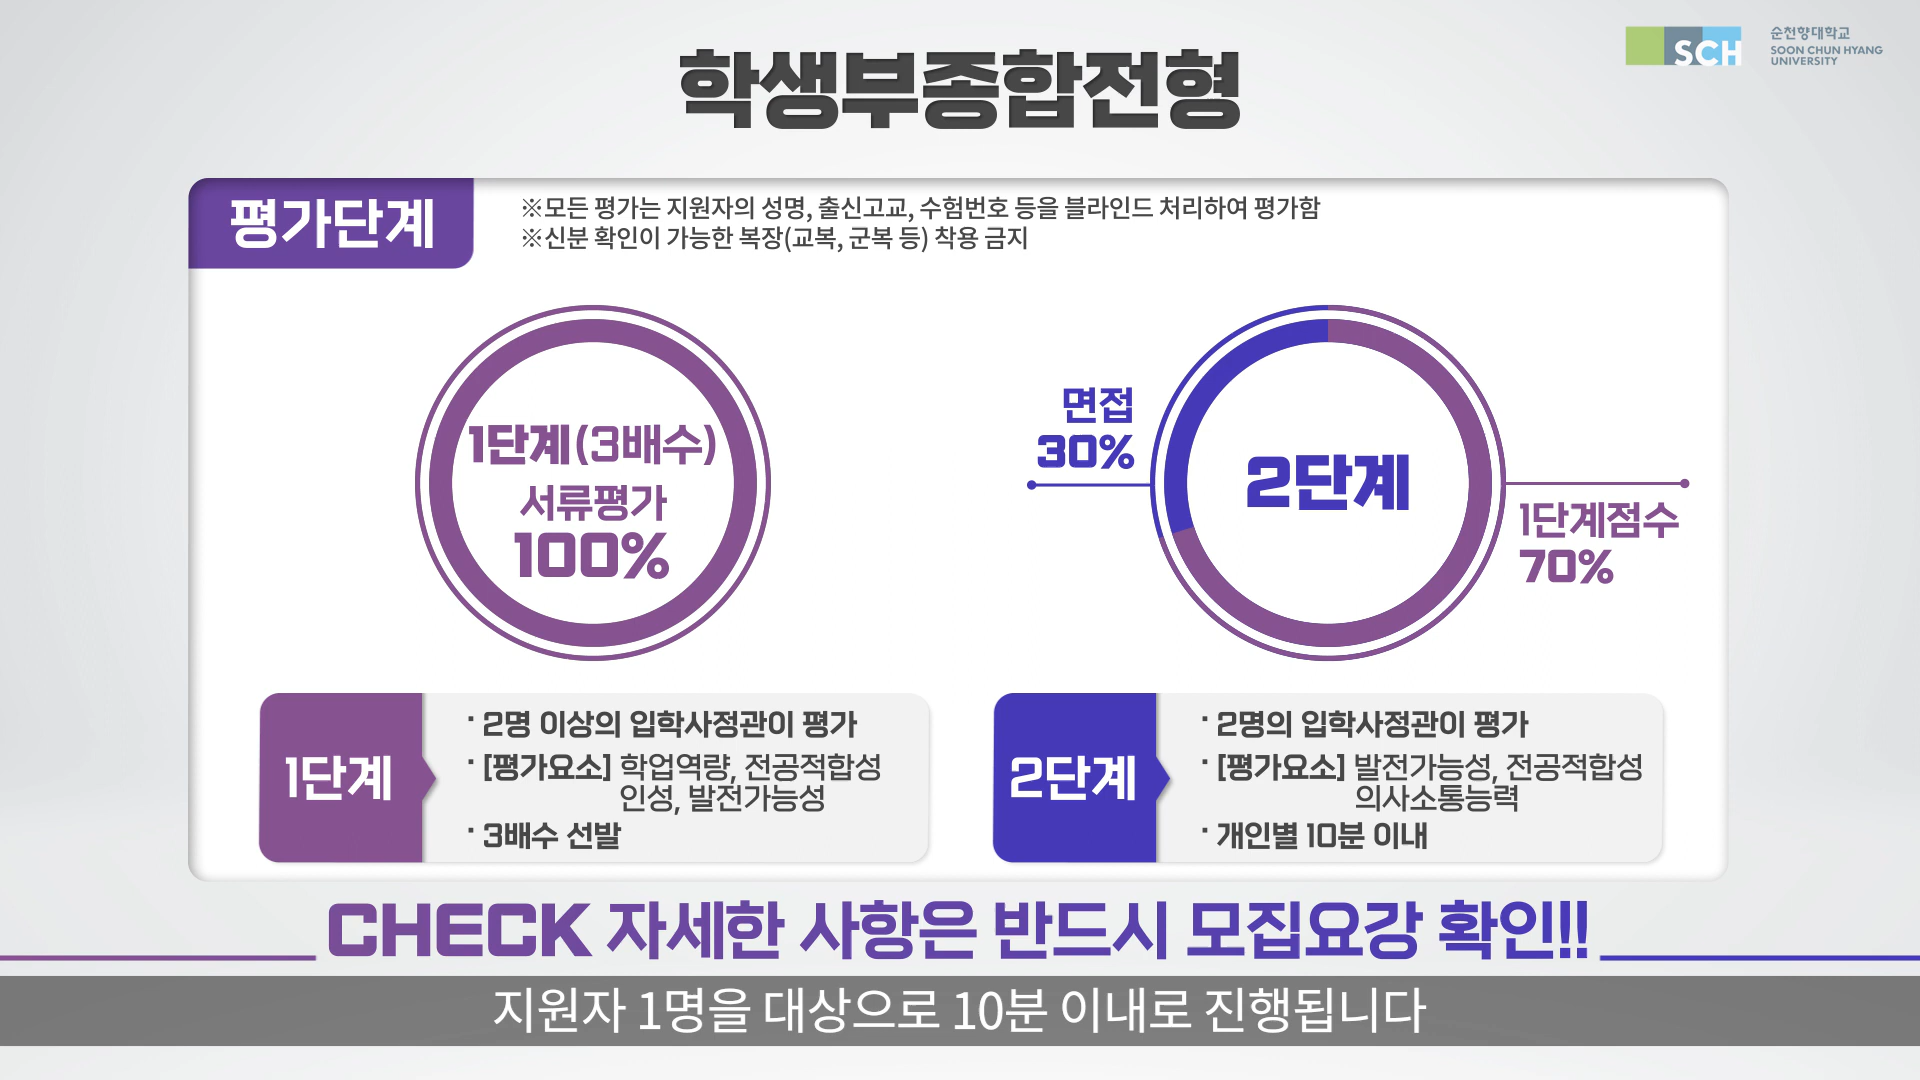 학생부종합전형
SCH
순천향대학교
SOON CHUN HYANG
UNIVERSITY
평가단계
※모든 평가는 지원자의 성명, 출신고교, 수험번호 등을 블라인드 처리하여 평가함
※신분 확인이 가능한 복장(교복, 군복 등) 착용 금지
1단계(3배수)
서류평가
100%
면접
30%
2단계
1단계점수
70%
1단계
· 2명 이상의 입학사정관이 평가
· [평가요소] 학업역량, 전공적합성
인성, 발전가능성
· 3배수 선발
2단계
· 2명의 입학사정관이 평가
· [평가요소] 발전가능성, 전공적합성
의사소통능력
· 개인별 10분 이내
CHECK 자세한 사항은 반드시 모집요강 확인!!
지원자 1명을 대상으로 10분 이내로 진행됩니다